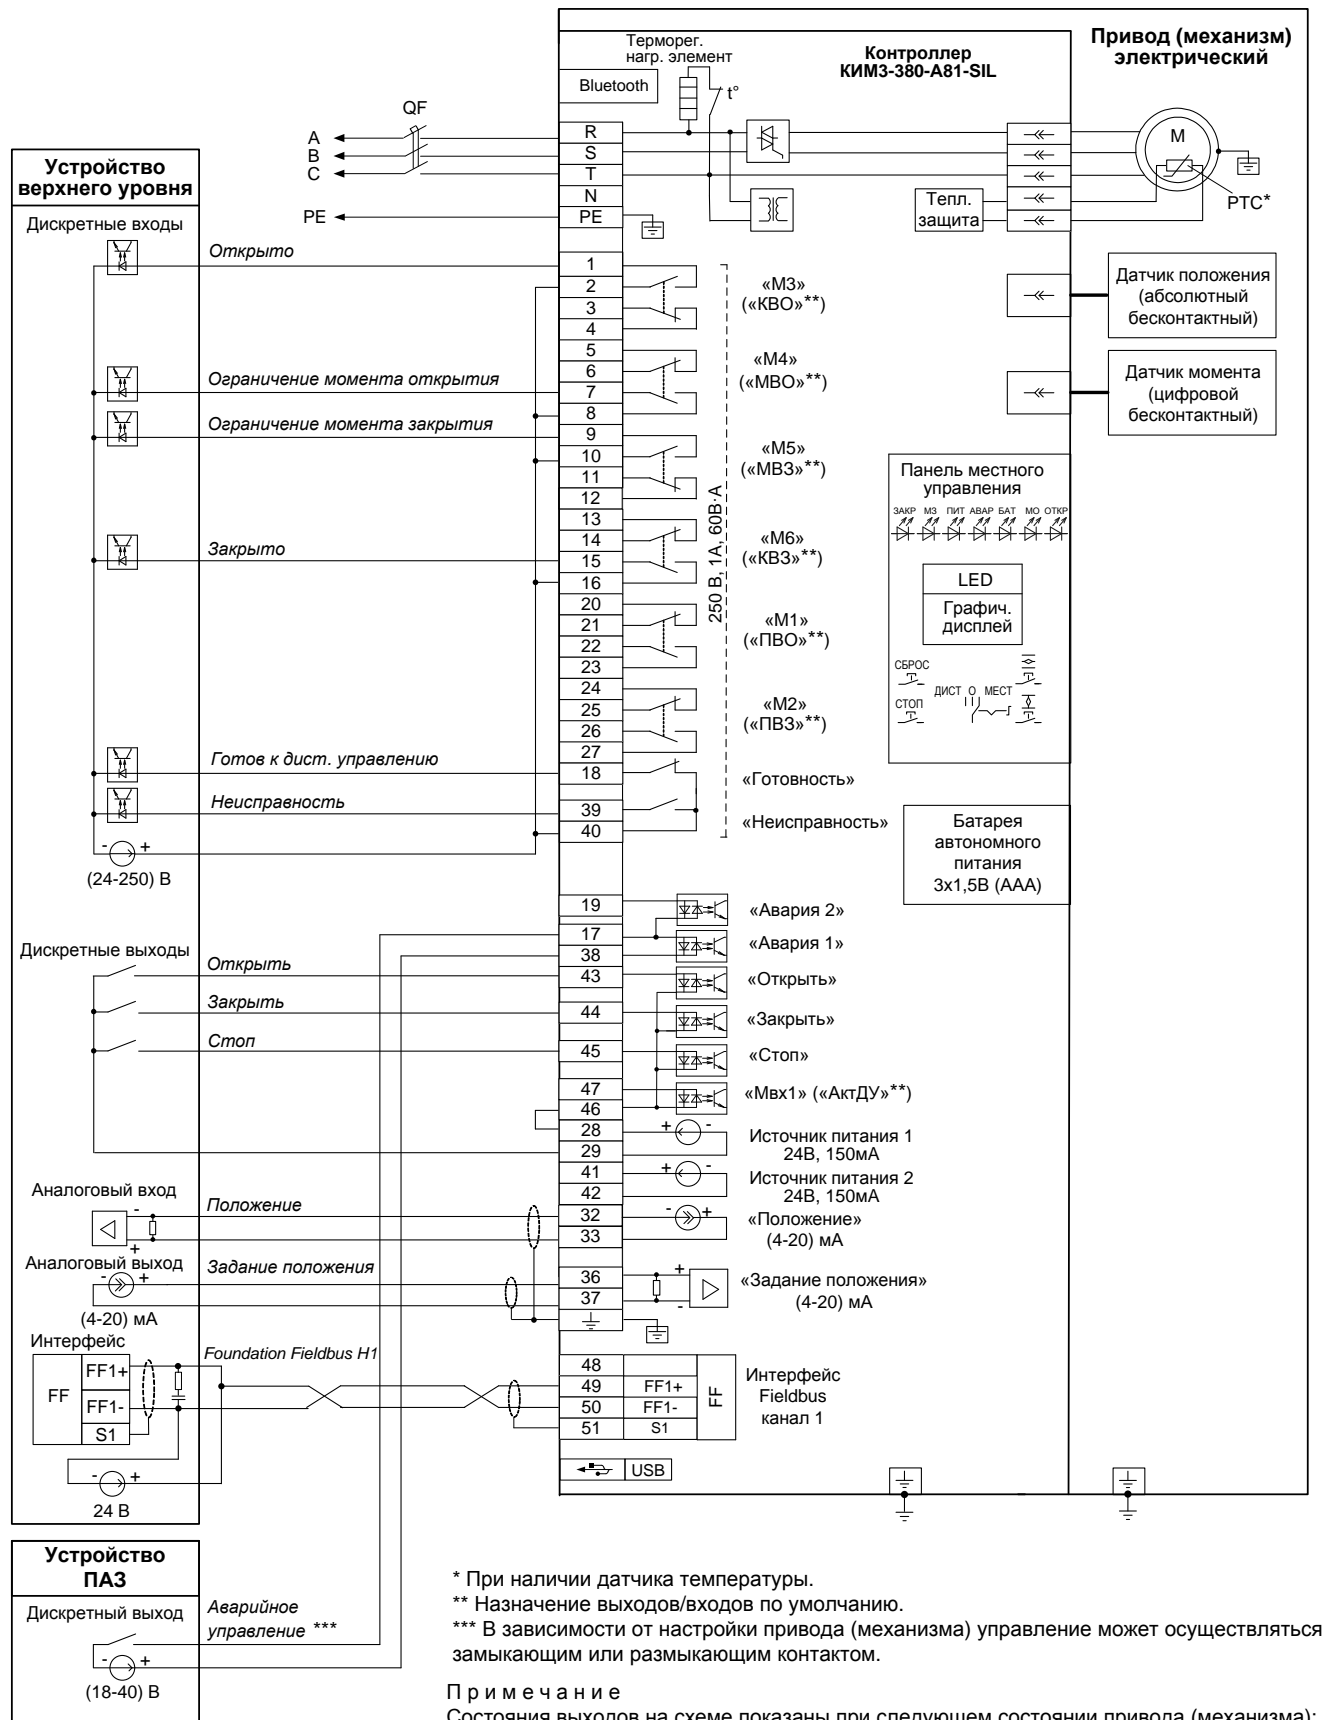 Терморег.
нагр. элемент
Контроллер
КИМ3-380-А81-SIL
Привод (механизм)
электрический
Bluetooth
t°
QF
A
B
C
PE
R
S
T
N
PE
M
Тепл.
защита
PTC*
Устройство
верхнего уровня
Дискретные входы
Открыто
Ограничение момента открытия
Ограничение момента закрытия
Закрыто
Готов к дист. управлению
Неисправность
- +
(24-250) В
1
2
3
4
5
6
7
8
9
10
11
12
13
14
15
16
20
21
22
23
24
25
26
27
18
39
40
«М3»
(«КВО»**)
«М4»
(«МВО»**)
«М5»
(«МВЗ»**)
«М6»
(«КВЗ»**)
«М1»
(«ПВО»**)
«М2»
(«ПВЗ»**)
«Готовность»
«Неисправность»
250 В, 1А, 60В·А
Датчик положения
(абсолютный
бесконтактный)
Датчик момента
(цифровой
бесконтактный)
Панель местного
управления
ЗАКР МЗ ПИТ АВАР БАТ МО ОТКР
LED
Графич.
дисплей
СБРОС
ДИСТ О МЕСТ
СТОП
Батарея
автономного
питания
3х1,5В (ААА)
Дискретные выходы
Открыть
Закрыть
Стоп
19
17
38
43
44
45
47
46
28
29
41
42
32
33
36
37
«Авария 2»
«Авария 1»
«Открыть»
«Закрыть»
«Стоп»
«Мвх1» («АктДУ»**)
+ -
Источник питания 1
24В, 150мА
+ -
Источник питания 2
24В, 150мА
- +
«Положение»
(4-20) мА
+
-
«Задание положения»
(4-20) мА
Аналоговый вход
Положение
-
+
Аналоговый выход
Задание положения
- +
(4-20) мА
Интерфейс
Foundation Fieldbus H1
FF
FF1+
FF1-
S1
- +
24 В
48
49 FF1+
50 FF1-
51 S1
FF
Интерфейс
Fieldbus
канал 1
USB
Устройство
ПАЗ
Дискретный выход
Аварийное
управление ***
- +
(18-40) В
* При наличии датчика температуры.
** Назначение выходов/входов по умолчанию.
*** В зависимости от настройки привода (механизма) управление может осуществляться
замыкающим или размыкающим контактом.
П р и м е ч а н и е
Состояния выходов на схеме показаны при следующем состоянии привода (механизма):